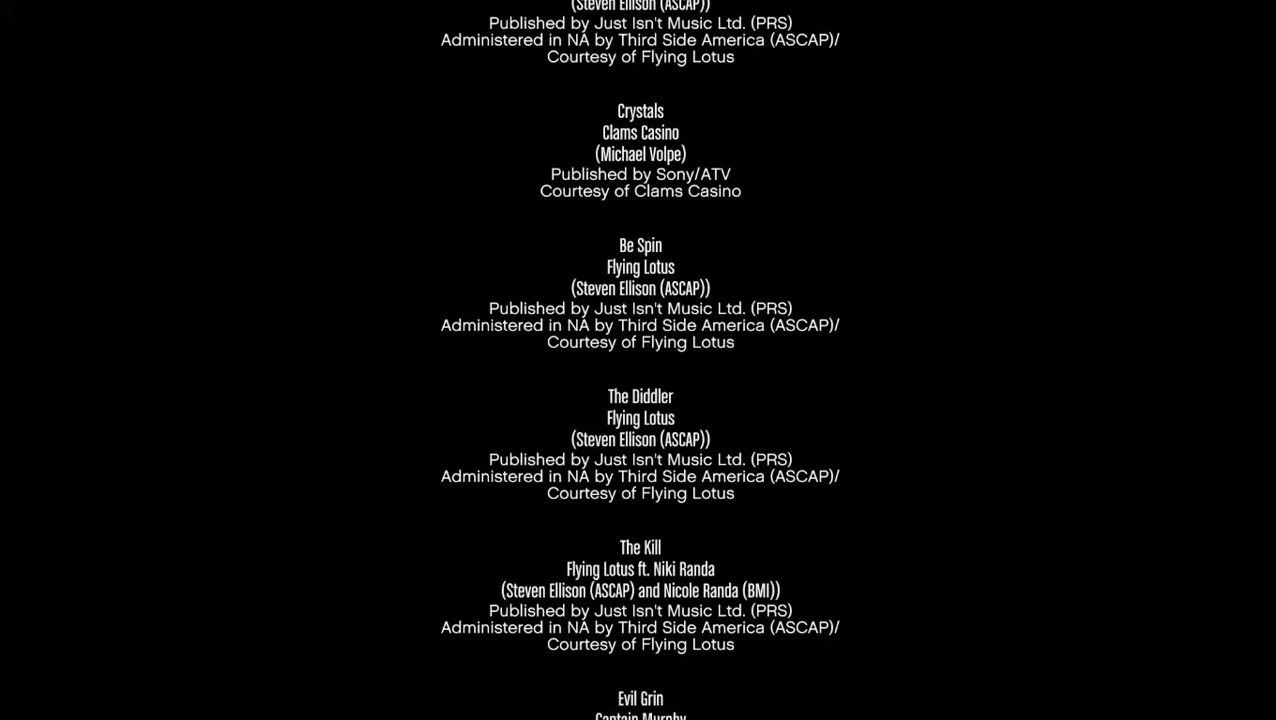 (Steven Ellison (ASCAP))
Published by Just Isn't Music Ltd. (PRS)
Administered in NA by Third Side America (ASCAP)/
Courtesy of Flying Lotus
Crystals
Clams Casino
(Michael Volpe)
Published by Sony/ATV
Courtesy of Clams Casino
Be Spin
Flying Lotus
(Steven Ellison (ASCAP))
Published by Just Isn't Music Ltd. (PRS)
Administered in NA by Third Side America (ASCAP)/
Courtesy of Flying Lotus
The Diddler
Flying Lotus
(Steven Ellison (ASCAP))
Published by Just Isn't Music Ltd. (PRS)
Administered in NA by Third Side America (ASCAP)/
Courtesy of Flying Lotus
The Kill
Flying Lotus ft. Niki Randa
(Steven Ellison (ASCAP) and Nicole Randa (BMI))
Published by Just Isn't Music Ltd. (PRS)
Administered in NA by Third Side America (ASCAP)/
Courtesy of Flying Lotus
Evil Grin
Captain Murphy